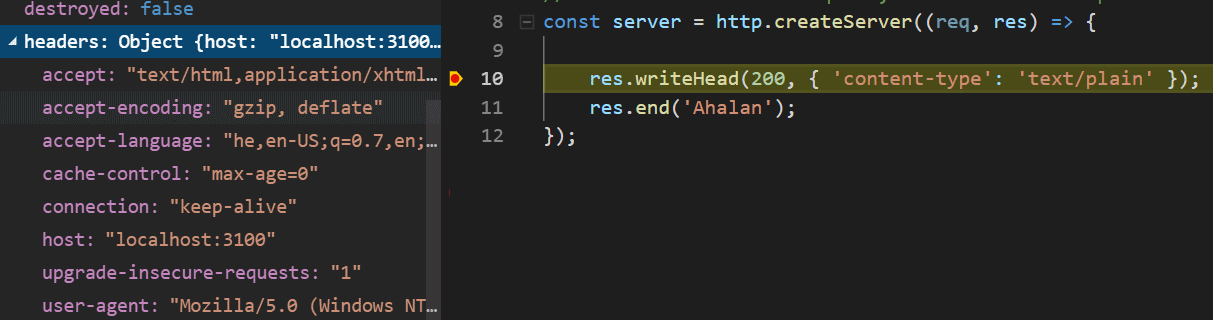 destroyed: false
headers: Object {host: "localhost:3100…
accept: "text/html,application/xhtml…
accept-encoding: "gzip, deflate"
accept-language: "he,en-US;q=0.7,en;…
cache-control: "max-age=0"
connection: "keep-alive"
host: "localhost:3100"
upgrade-insecure-requests: "1"
user-agent: "Mozilla/5.0 (Windows NT…
8 const server = http.createServer((req, res) => {
9
10 res.writeHead(200, { 'content-type': 'text/plain' });
11 res.end('Ahalan');
12 });